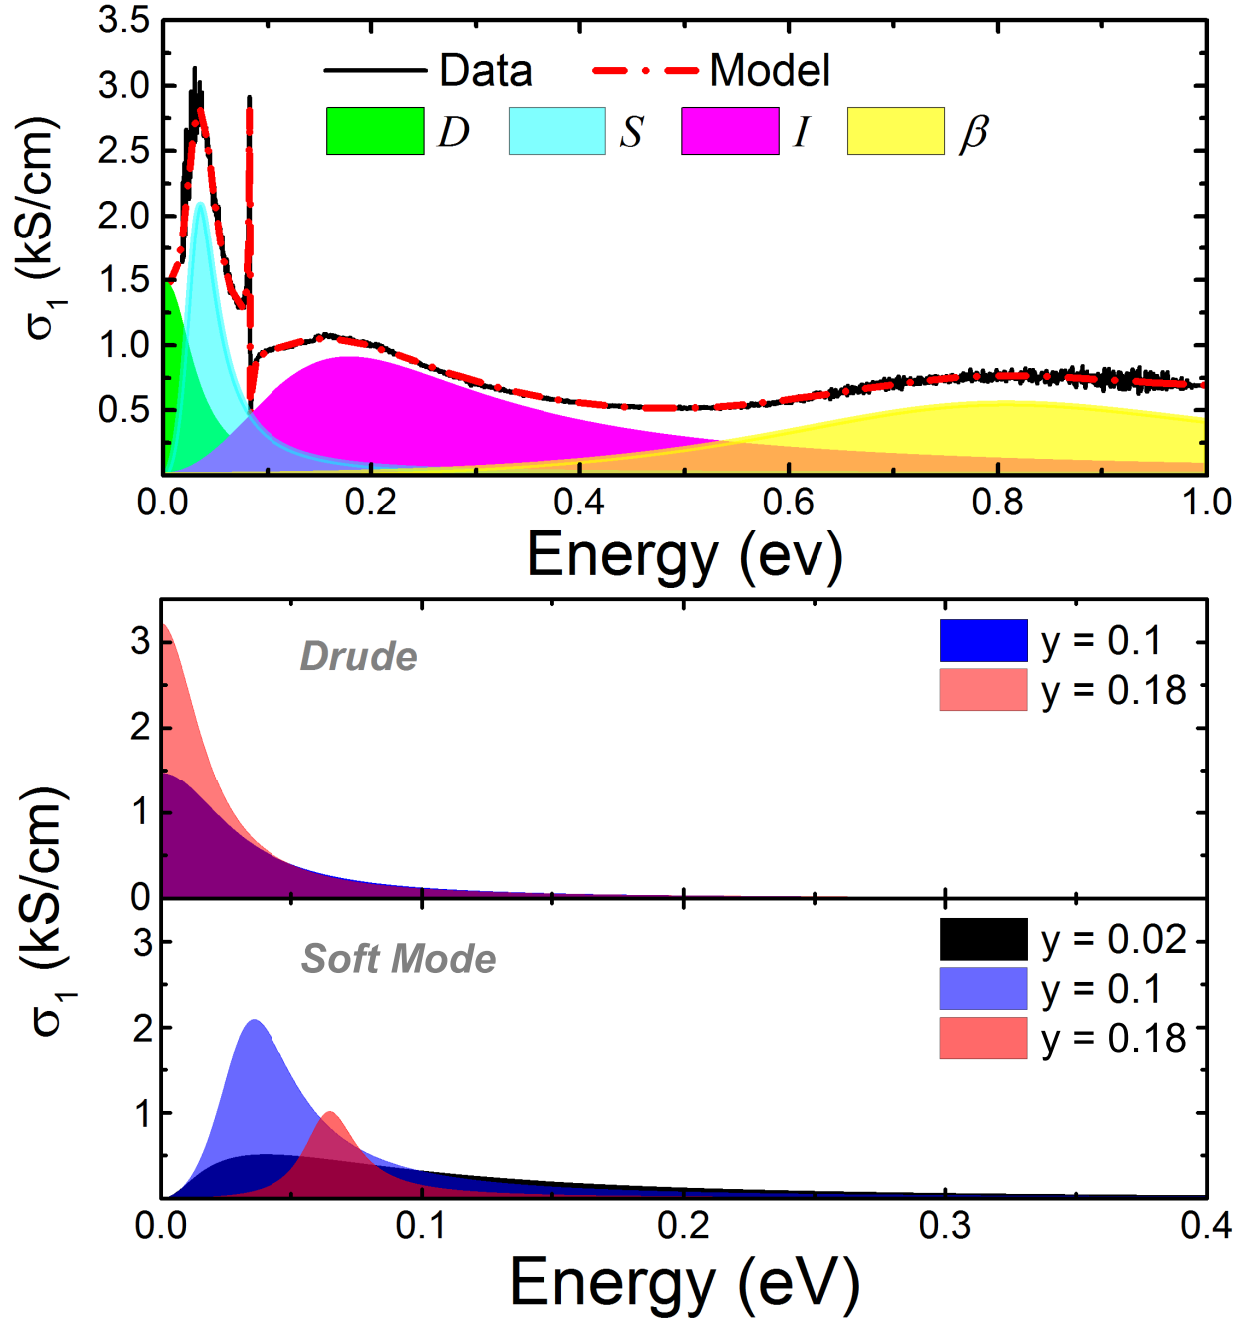 3.5
3.0
2.5
2.0
1.5
1.0
0.5
σ1 (kS/cm)
Data Model
D S I β
0.0 0.2 0.4 0.6 0.8 1.0
Energy (ev)
3
2
1
0
Drude
y = 0.1
y = 0.18
σ1 (kS/cm)
3
2
1
Soft Mode
y = 0.02
y = 0.1
y = 0.18
0.0 0.1 0.2 0.3 0.4
Energy (eV)